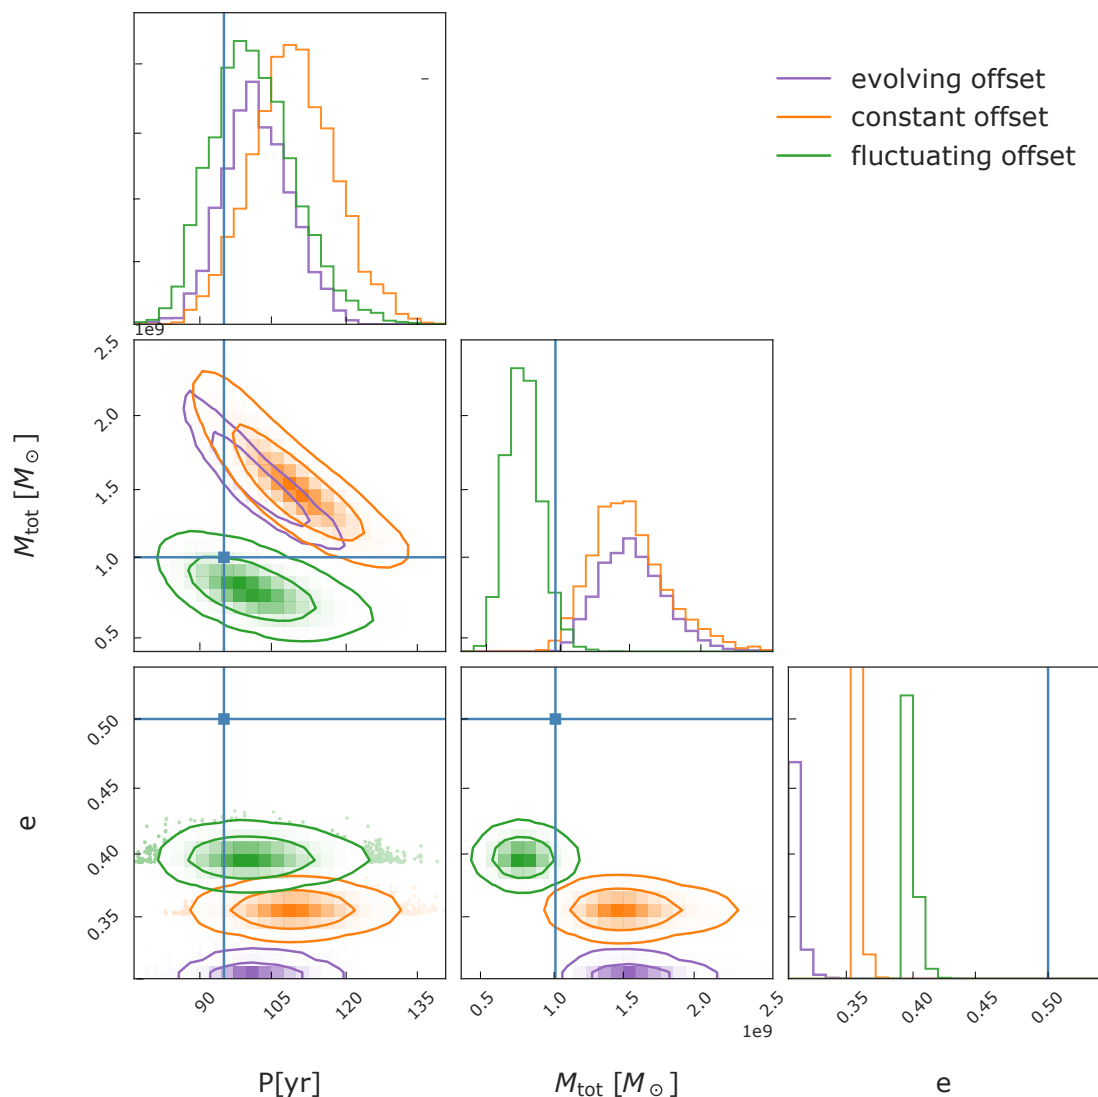 evolving offset
constant offset
fluctuating offset
1e9
2.5
2.0
1.5
1.0
0.5
M_tot [M_⊙]
0.50
0.45
0.40
0.35
e
90
105
120
135
P[yr]
0.5
1.0
1.5
2.0
2.5
1e9
M_tot [M_⊙]
0.35
0.40
0.45
0.50
e